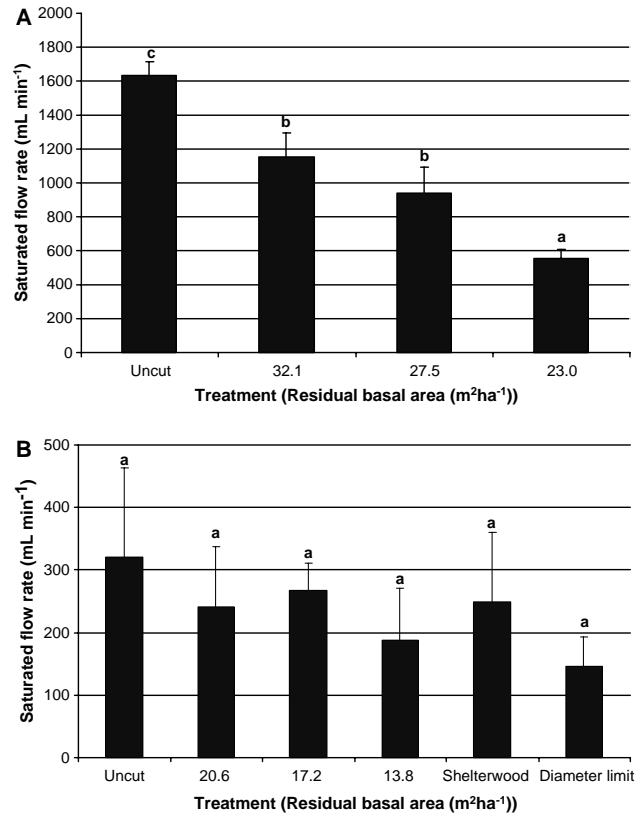 A
2000
1800
1600
1400
1200
1000
800
600
400
200
0
Saturated flow rate (mL min⁻¹)
c
b
b
a
Uncut 32.1 27.5 23.0
Treatment (Residual basal area (m²ha⁻¹))
B
500
400
300
200
100
0
Saturated flow rate (mL min⁻¹)
a
a
a
a
a
a
Uncut 20.6 17.2 13.8 Shelterwood Diameter limit
Treatment (Residual basal area (m²ha⁻¹))